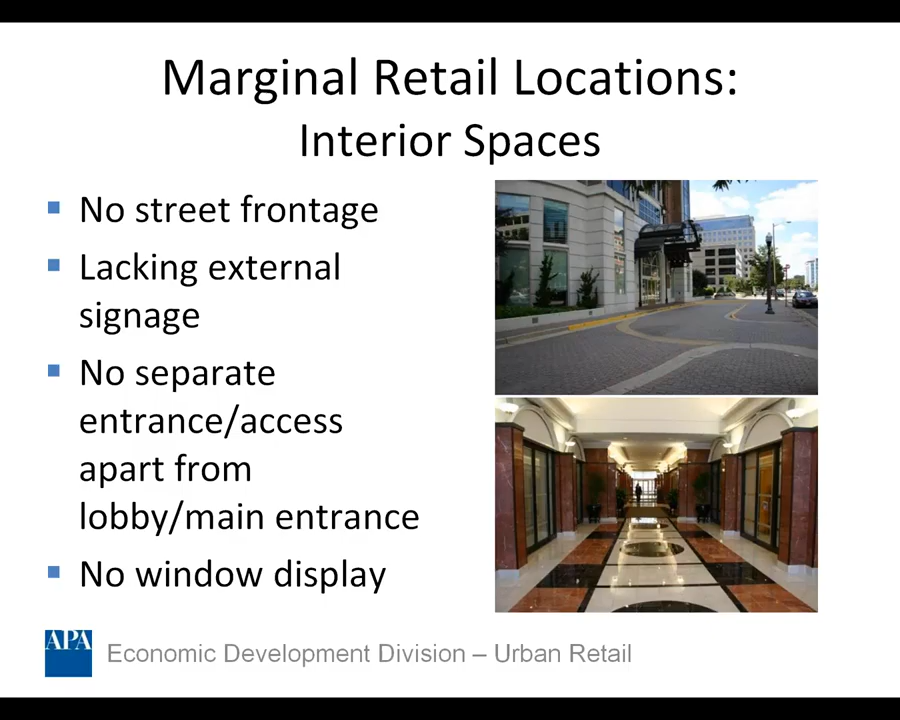 Marginal Retail Locations:
Interior Spaces
No street frontage
Lacking external
signage
No separate
entrance/access
apart from
lobby/main entrance
No window display
APA
Economic Development Division – Urban Retail